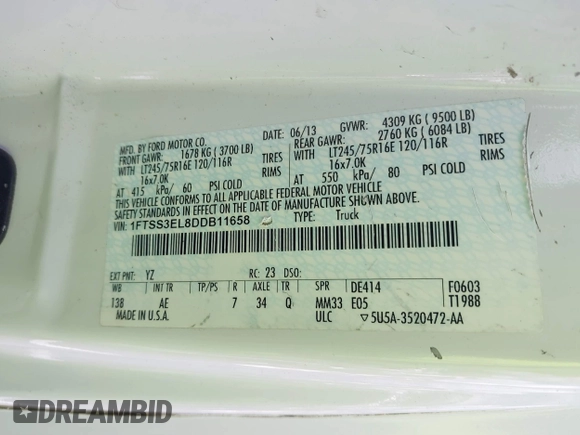 MFD. BY FORD MOTOR CO.
DATE: 06/13 GVWR: 4309 KG ( 9500 LB)
FRONT GAWR: 1678 KG ( 3700 LB) REAR GAWR: 2760 KG ( 6084 LB)
WITH LT245/75R16E 120/116R TIRES WITH LT245/75R16E 120/116R TIRES
16x7.0K RIMS 16x7.0K RIMS
AT 415 kPa/ 60 PSI COLD AT 550 kPa/ 80 PSI COLD
THIS VEHICLE CONFORMS TO ALL APPLICABLE FEDERAL MOTOR VEHICLE
SAFETY STANDARDS IN EFFECT ON THE DATE OF MANUFACTURE SHOWN ABOVE.
VIN: 1FTSS3EL8DDB11658 TYPE: Truck
EXT PNT: YZ RC: 23 DSO:
WB INT TR TP/PS R AXLE TR SPR DE414 F0603
138 AE 7 34 Q MM33 E05 T1988
MADE IN U.S.A. ULC ▽5U5A-3520472-AA
DREAMBID